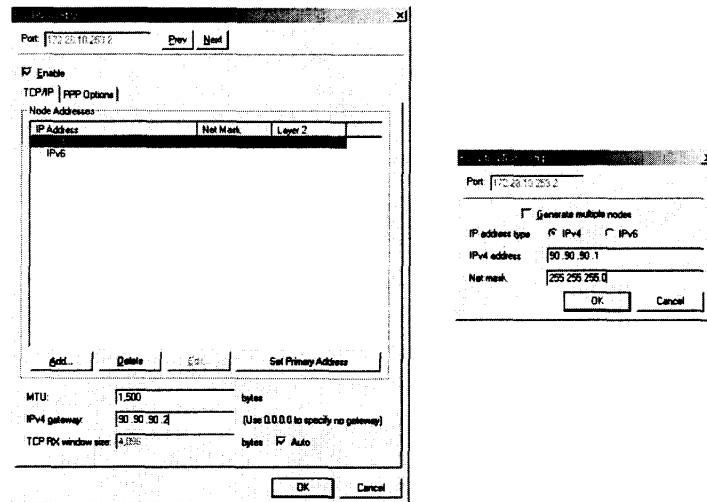 Port: 172.28.10.253.2 Prev Next
Enable
TCP/IP PPP Options
Node Addresses
IP Address Net Mask Layer 2
IPv6
Add... Delete Edit... Set Primary Address
MTU: 1,500 bytes
IPv4 gateway: 90 .90 .90 .2 (Use 0.0.0.0 to specify no gateway)
TCP RX window size: 4,096 bytes Auto
OK Cancel
Port: 172.28.10.253.2
Generate multiple nodes
IP address type IPv4 IPv6
IPv4 address 90 .90 .90 .1
Net mask 255 255 255 0
OK Cancel